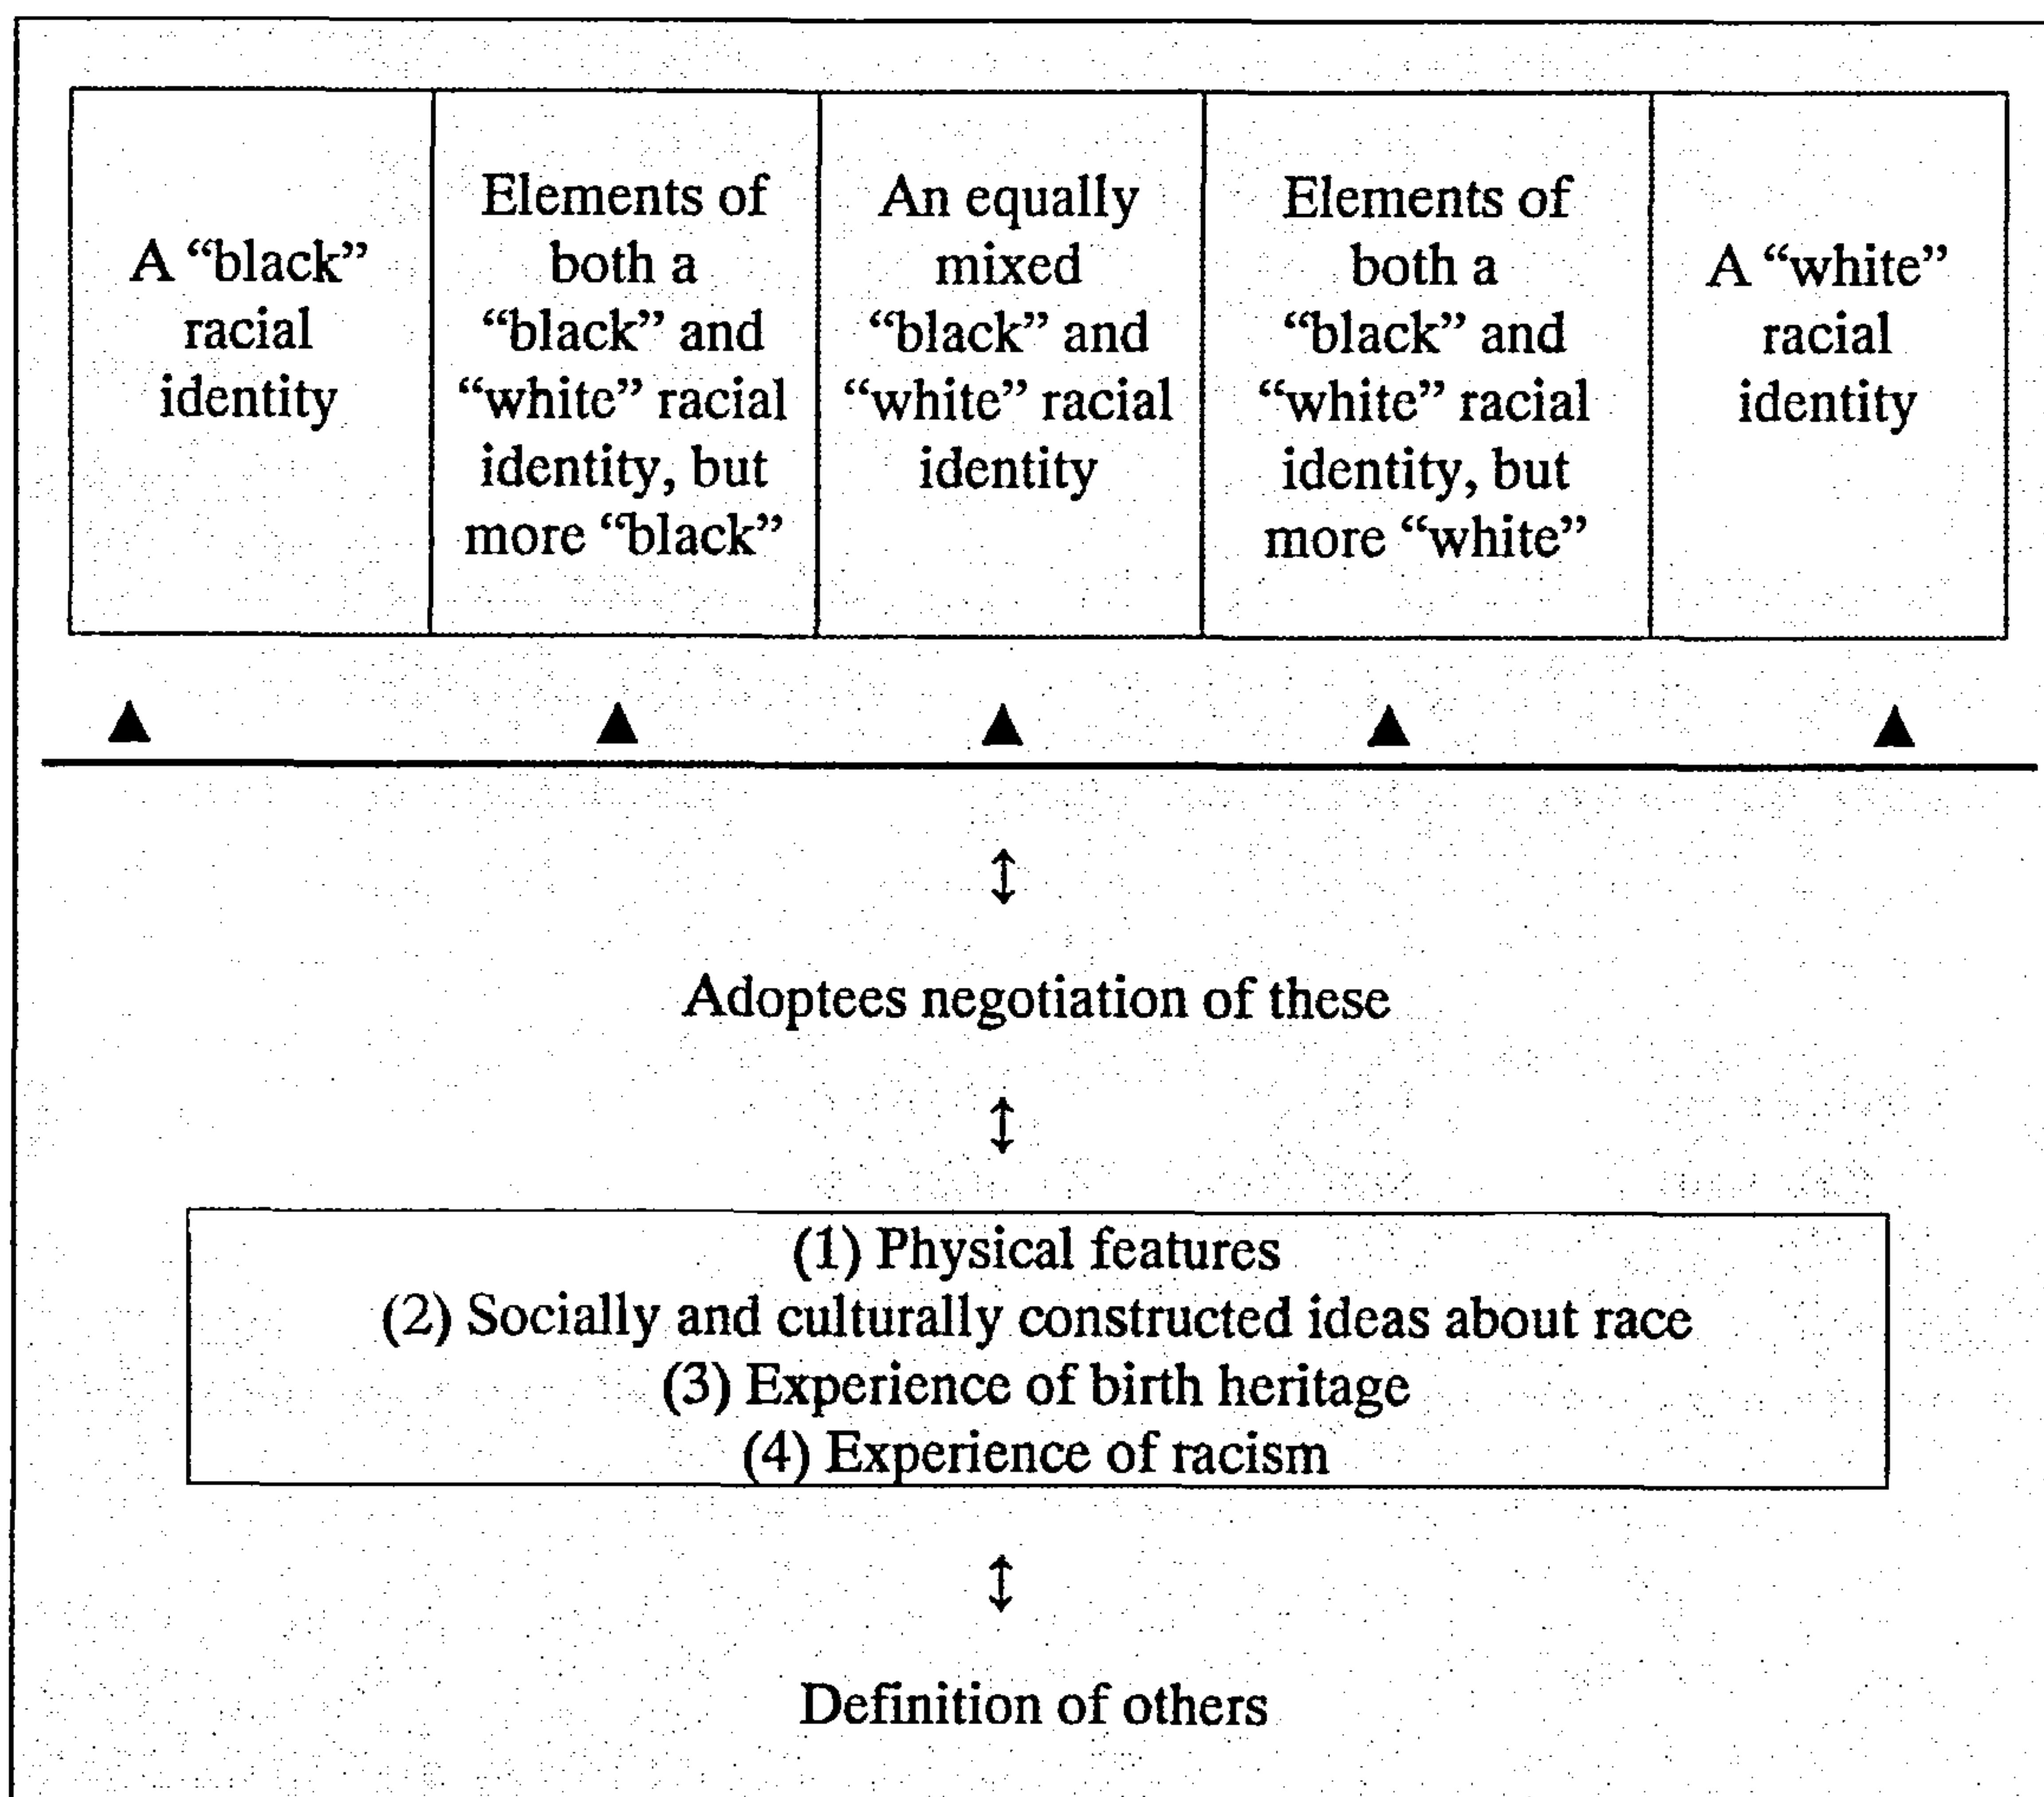 A “black”
racial
identity
Elements of
both a
“black” and
“white” racial
identity, but
more “black”
An equally
mixed
“black” and
“white” racial
identity
Elements of
both a
“black” and
“white” racial
identity, but
more “white”
A “white”
racial
identity
Adoptees negotiation of these
(1) Physical features
(2) Socially and culturally constructed ideas about race
(3) Experience of birth heritage
(4) Experience of racism
Definition of others